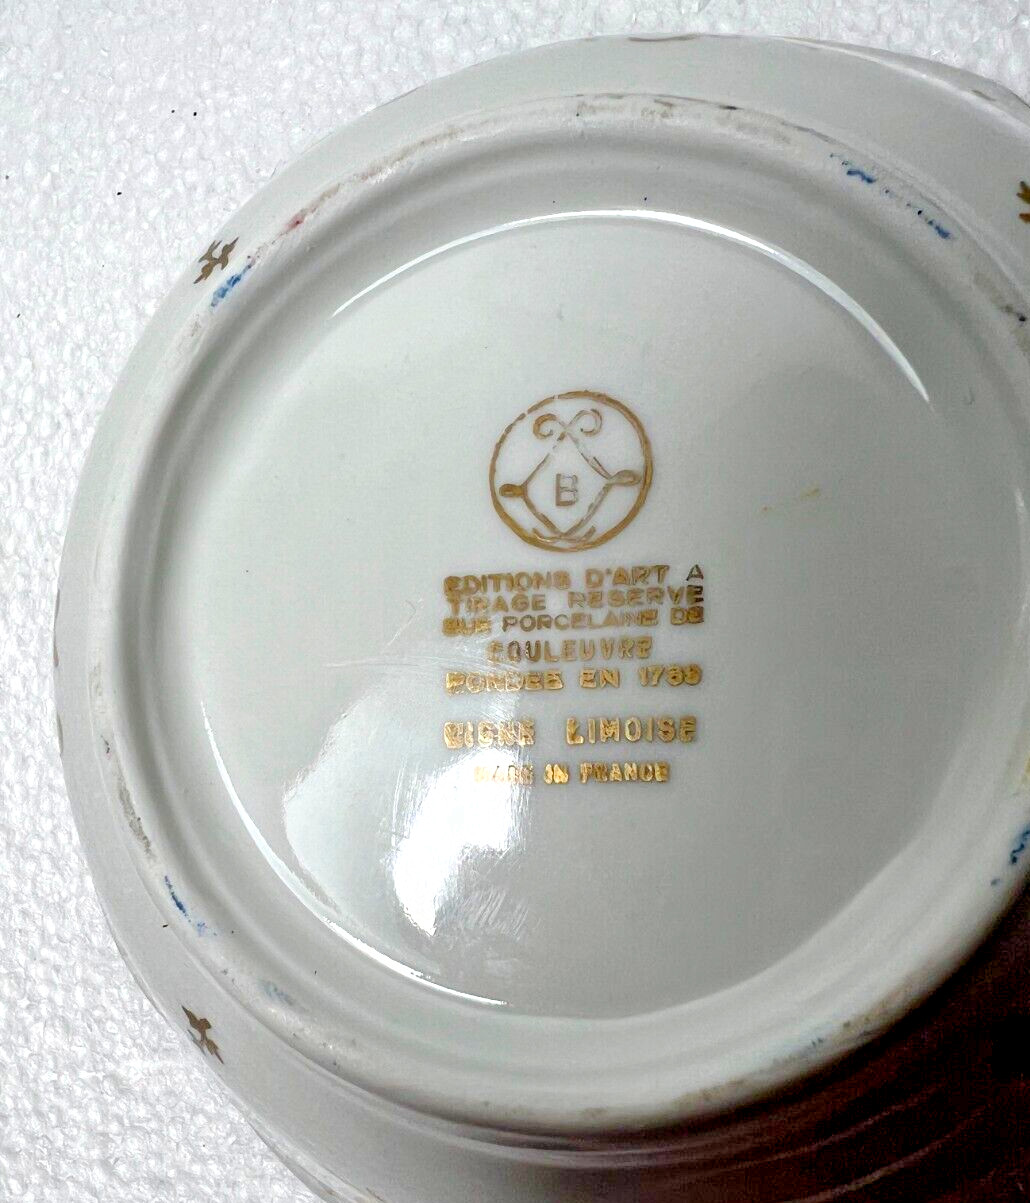 B
EDITIONS D'ART A
TIRAGE RESERVE
SUR PORCELAINE DE
COULEUVRE
FONDEE EN 1789
SIGNE LIMOISE
MADE IN FRANCE